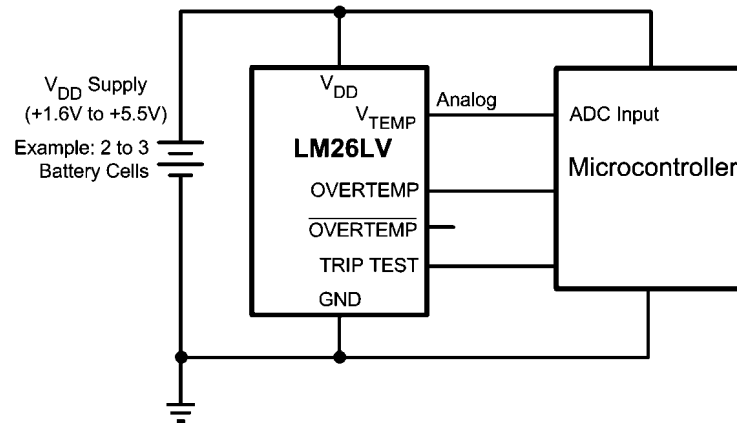 V_DD Supply
(+1.6V to +5.5V)
Example: 2 to 3
Battery Cells
V_DD
V_TEMP
LM26LV
OVERTEMP
O̅V̅E̅R̅T̅E̅M̅P̅
TRIP TEST
GND
Analog
ADC Input
Microcontroller